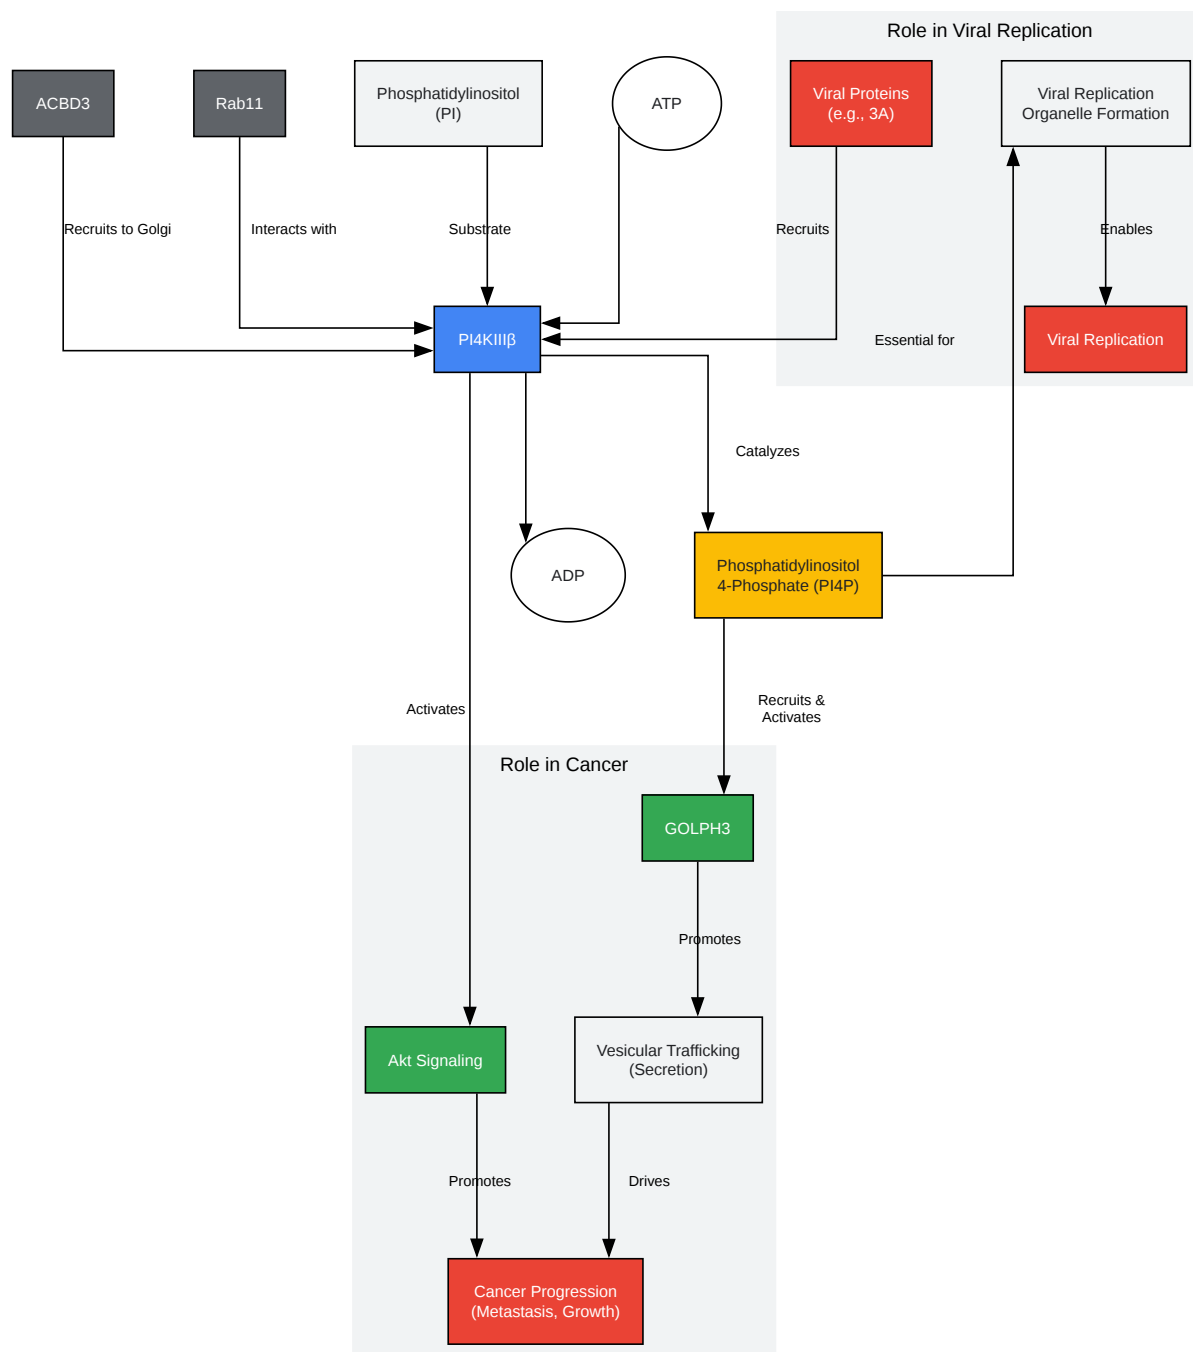 Role in Viral Replication
ACBD3
Rab11
Phosphatidylinositol
(PI)
ATP
Viral Proteins
(e.g., 3A)
Viral Replication
Organelle Formation
Recruits to Golgi
Interacts with
Substrate
Recruits
Enables
PI4KIIIβ
Essential for
Viral Replication
Catalyzes
ADP
Phosphatidylinositol
4-Phosphate (PI4P)
Activates
Recruits &
Activates
Role in Cancer
GOLPH3
Promotes
Akt Signaling
Vesicular Trafficking
(Secretion)
Promotes
Drives
Cancer Progression
(Metastasis, Growth)